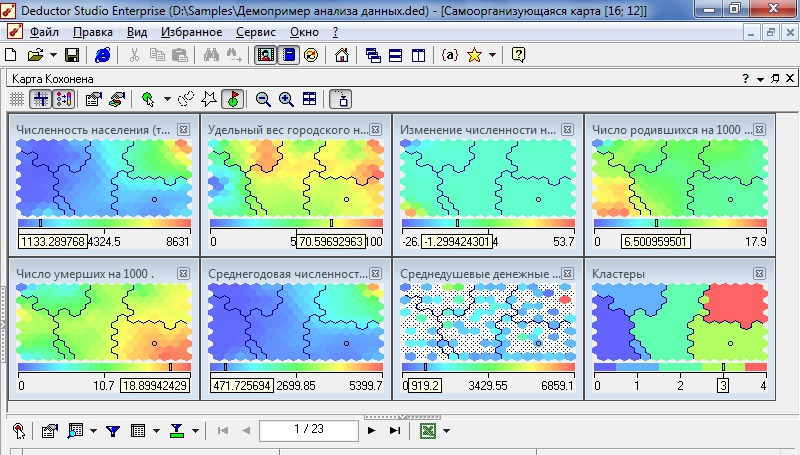 Deductor Studio Enterprise (D:\Samples\Демопример анализа данных.ded) - [Самоорганизующаяся карта [16; 12]]
Файл Правка Вид Избранное Сервис Окно ?
Карта Кохонена
Численность населения (т... Удельный вес городского н... Изменение численности н... Число родившихся на 1000 ...
1133.289768 4324.5 8631 0 5 70.59692963 100 -26. -1.299424301 4 53.7 0 6.500959501 17.9
Число умерших на 1000 . Среднегодовая численност... Среднедушевые денежные ... Кластеры
0 10.7 18.89942429 471.725694 2699.85 5399.7 0 919.2 3429.55 6859.1 0 1 2 3 4
1 / 23